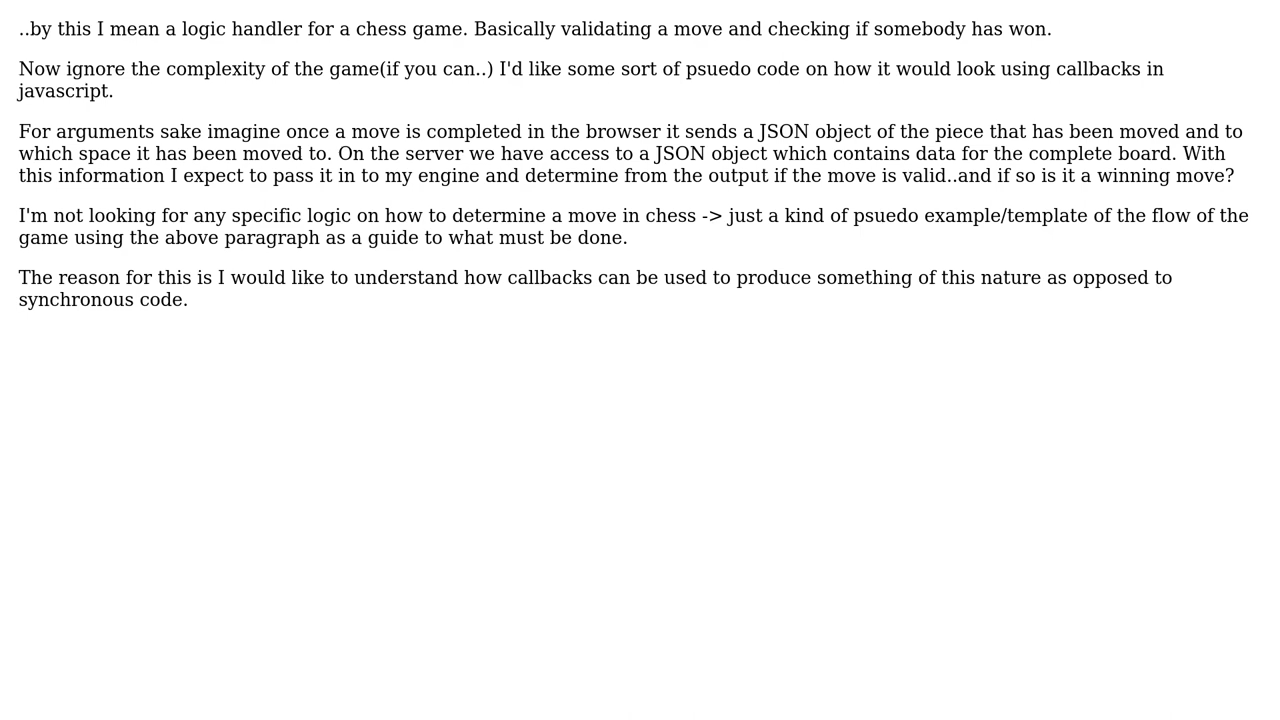 ..by this I mean a logic handler for a chess game. Basically validating a move and checking if somebody has won.
Now ignore the complexity of the game(if you can..) I'd like some sort of psuedo code on how it would look using callbacks in
javascript.
For arguments sake imagine once a move is completed in the browser it sends a JSON object of the piece that has been moved and to
which space it has been moved to. On the server we have access to a JSON object which contains data for the complete board. With
this information I expect to pass it in to my engine and determine from the output if the move is valid..and if so is it a winning move?
I'm not looking for any specific logic on how to determine a move in chess -> just a kind of psuedo example/template of the flow of the
game using the above paragraph as a guide to what must be done.
The reason for this is I would like to understand how callbacks can be used to produce something of this nature as opposed to
synchronous code.